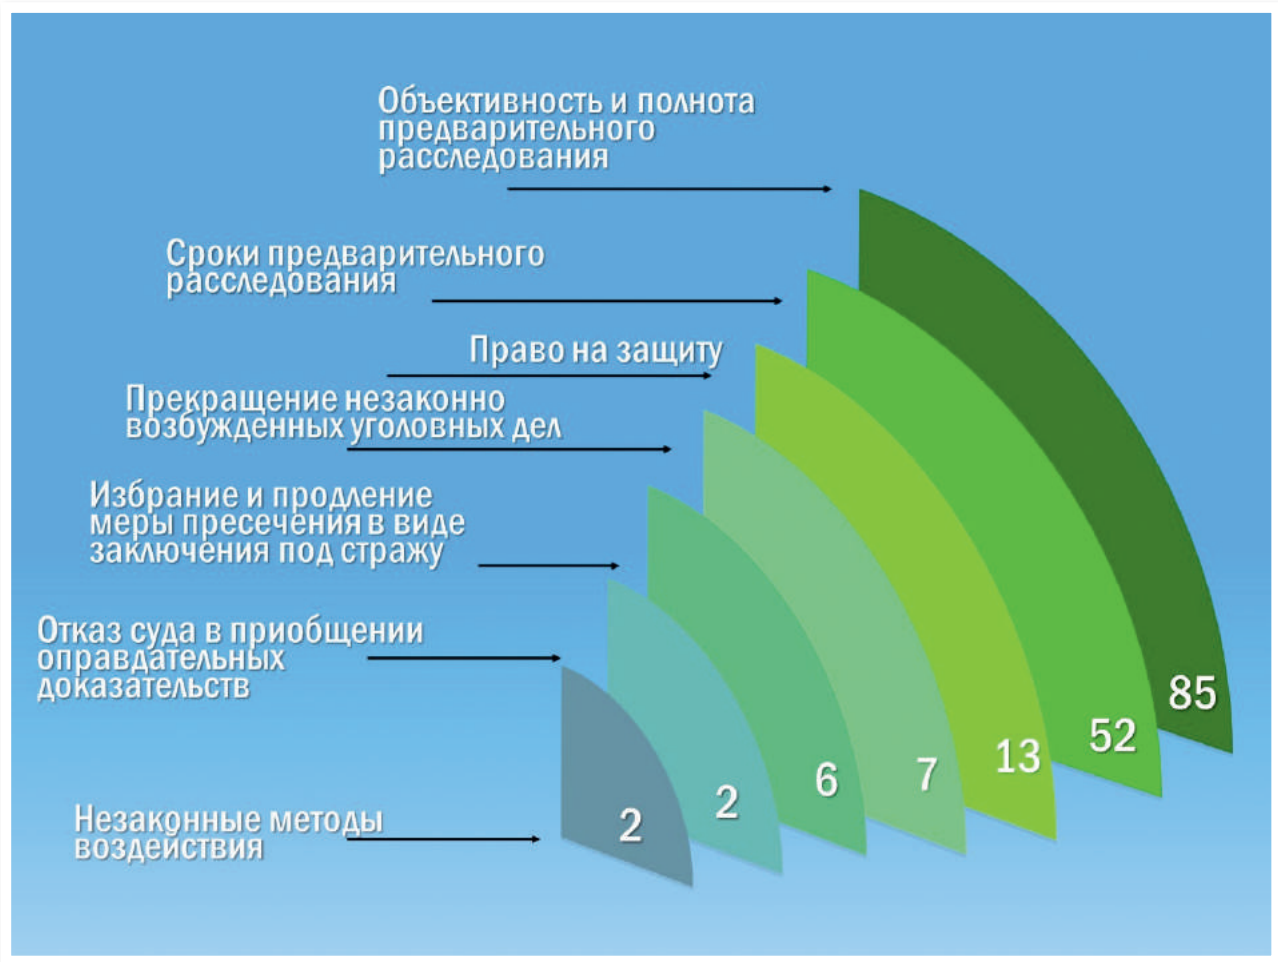 Объективность и полнота
предварительного
расследования
Сроки предварительного
расследования
Право на защиту
Прекращение незаконно
возбужденных уголовных дел
Избрание и продление
меры пресечения в виде
заключения под стражу
Отказ суда в приобщении
оправдательных
доказательств
Незаконные методы
воздействия
2
2
6
7
13
52
85